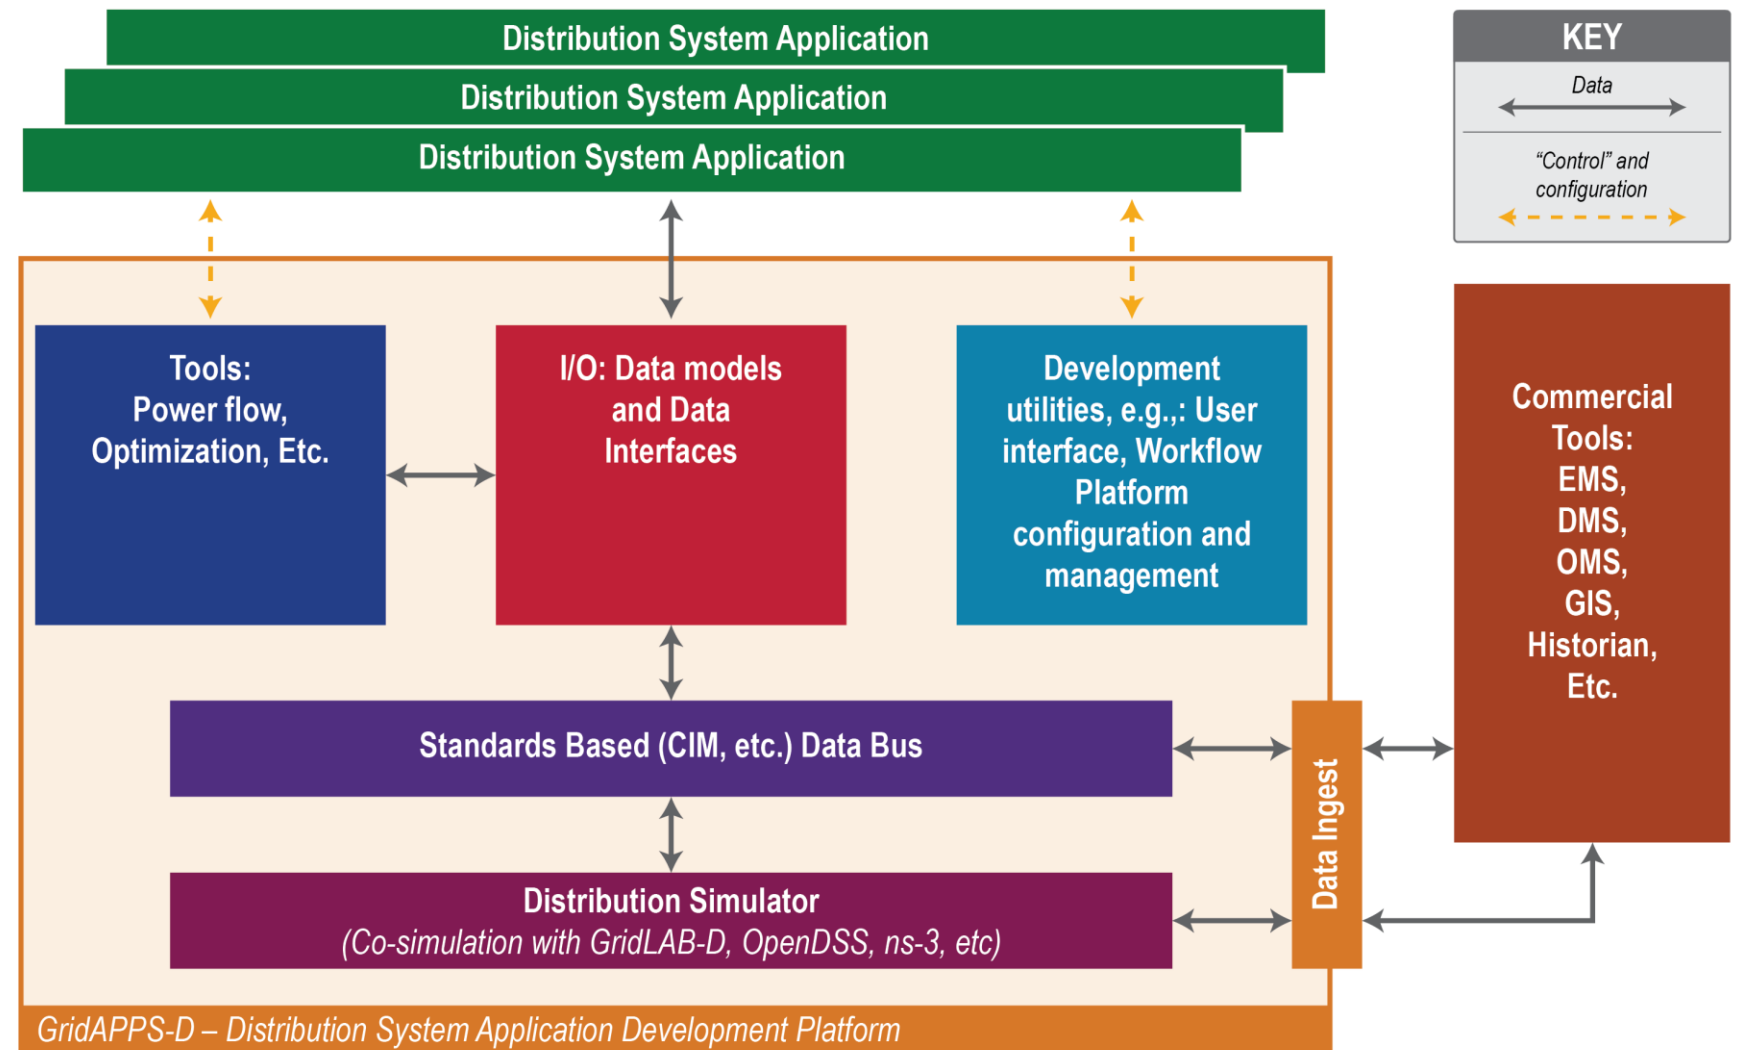 Distribution System Application
Distribution System Application
Distribution System Application
KEY
Data
“Control” and
configuration
Tools:
Power flow,
Optimization, Etc.
I/O: Data models
and Data
Interfaces
Development
utilities, e.g.,: User
interface, Workflow
Platform
configuration and
management
Commercial
Tools:
EMS,
DMS,
OMS,
GIS,
Historian,
Etc.
Standards Based (CIM, etc.) Data Bus
Data Ingest
Distribution Simulator
(Co-simulation with GridLAB-D, OpenDSS, ns-3, etc)
GridAPPS-D – Distribution System Application Development Platform